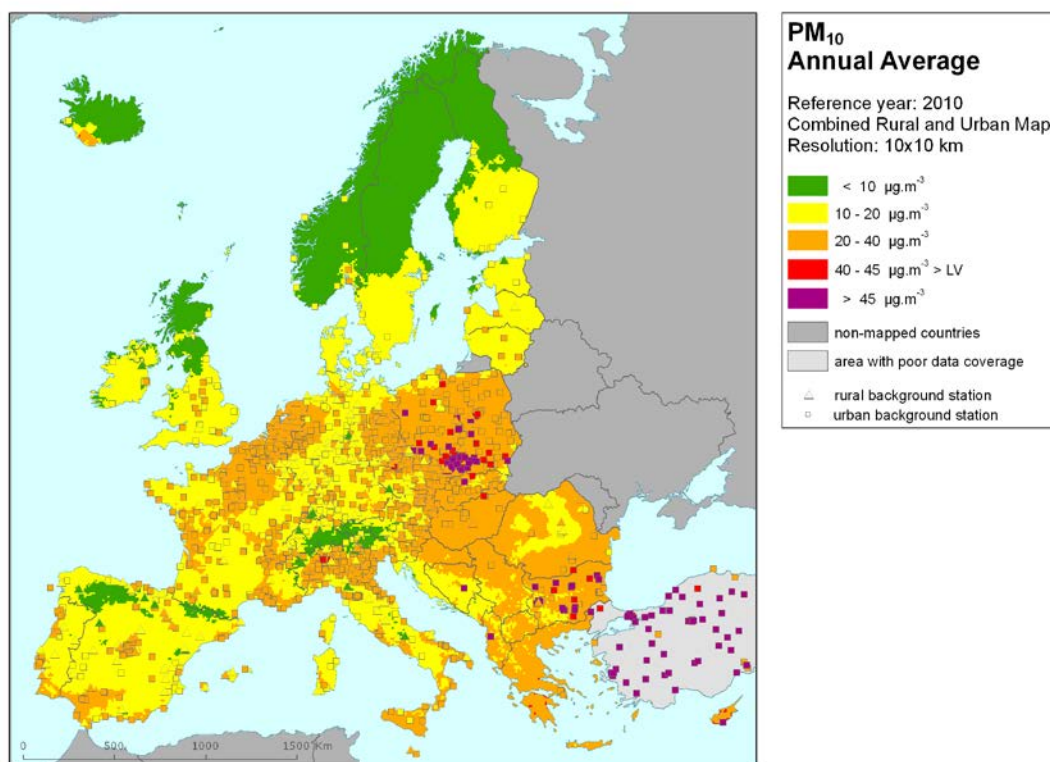 PM₁₀
Annual Average
Reference year: 2010
Combined Rural and Urban Map
Resolution: 10x10 km
< 10 µg.m⁻³
10 - 20 µg.m⁻³
20 - 40 µg.m⁻³
40 - 45 µg.m⁻³ > LV
> 45 µg.m⁻³
non-mapped countries
area with poor data coverage
rural background station
urban background station
0 500 1000 1500 Km